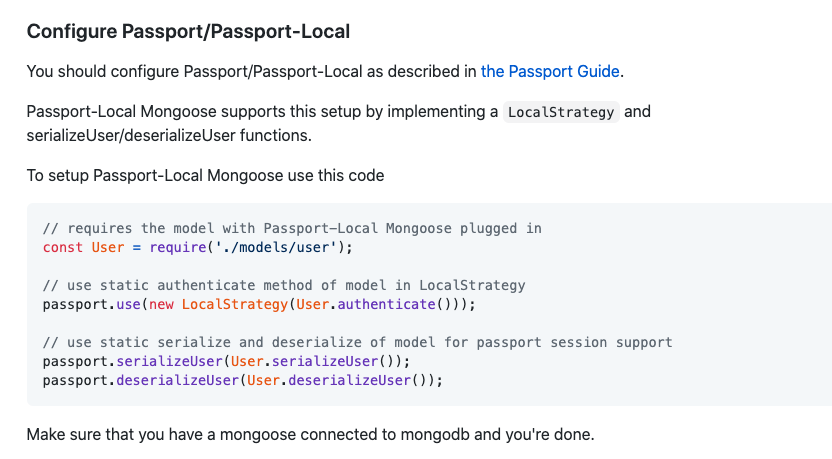 Configure Passport/Passport-Local
You should configure Passport/Passport-Local as described in the Passport Guide.
Passport-Local Mongoose supports this setup by implementing a LocalStrategy and
serializeUser/deserializeUser functions.
To setup Passport-Local Mongoose use this code
// requires the model with Passport-Local Mongoose plugged in
const User = require('./models/user');
// use static authenticate method of model in LocalStrategy
passport.use(new LocalStrategy(User.authenticate()));
// use static serialize and deserialize of model for passport session support
passport.serializeUser(User.serializeUser());
passport.deserializeUser(User.deserializeUser());
Make sure that you have a mongoose connected to mongodb and you're done.